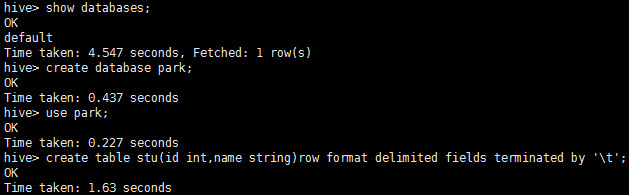 hive> show databases;
OK
default
Time taken: 4.547 seconds, Fetched: 1 row(s)
hive> create database park;
OK
Time taken: 0.437 seconds
hive> use park;
OK
Time taken: 0.227 seconds
hive> create table stu(id int,name string)row format delimited fields terminated by '\t';
OK
Time taken: 1.63 seconds